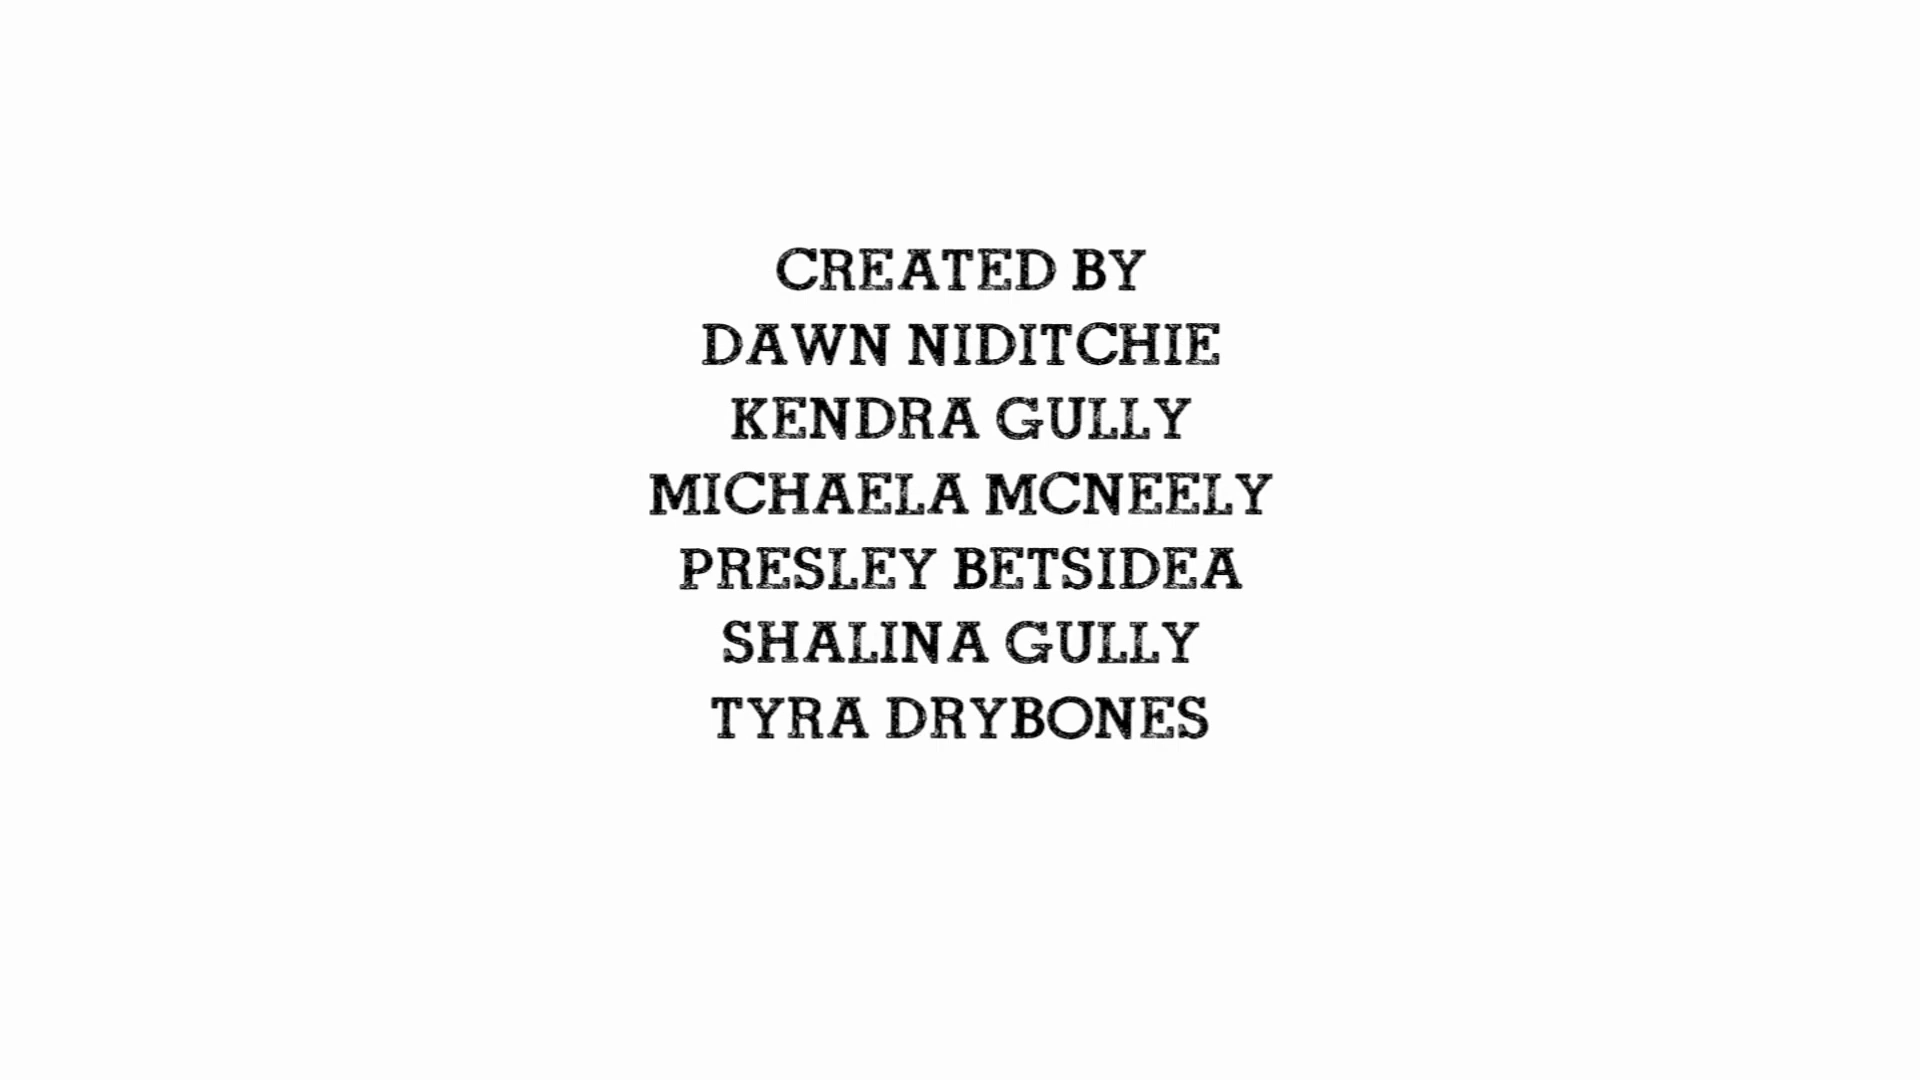 CREATED BY
DAWN NIDITCHIE
KENDRA GULLY
MICHAELA MCNEELY
PRESLEY BETSIDEA
SHALINA GULLY
TYRA DRYBONES